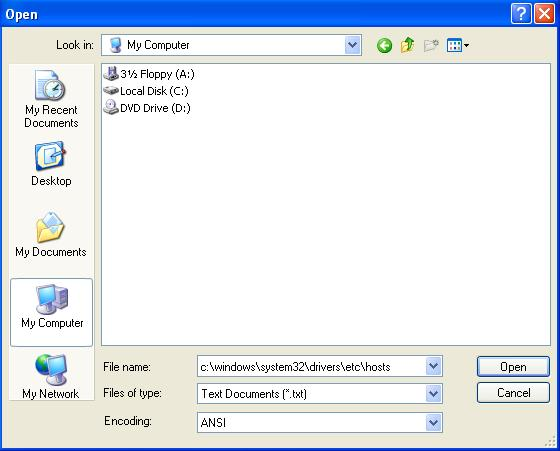 Open
Look in: My Computer
3½ Floppy (A:)
Local Disk (C:)
DVD Drive (D:)
My Recent
Documents
Desktop
My Documents
My Computer
My Network
File name: c:\windows\system32\drivers\etc\hosts Open
Files of type: Text Documents (*.txt) Cancel
Encoding: ANSI